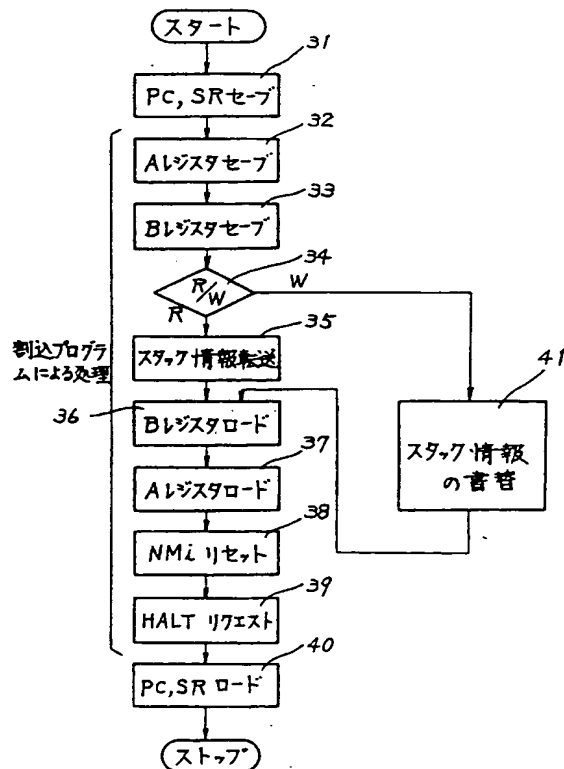 スタート
31
PC, SRセーブ
32
Aレジスタセーブ
33
Bレジスタセーブ
34
R/W
W
R
35
スタック情報転送
割込プログラ
ムによる処理
36
Bレジスタロード
41
スタック情報
の書替
37
Aレジスタロード
38
NMi リセット
39
HALT リクエスト
40
PC,SR ロード
ストップ